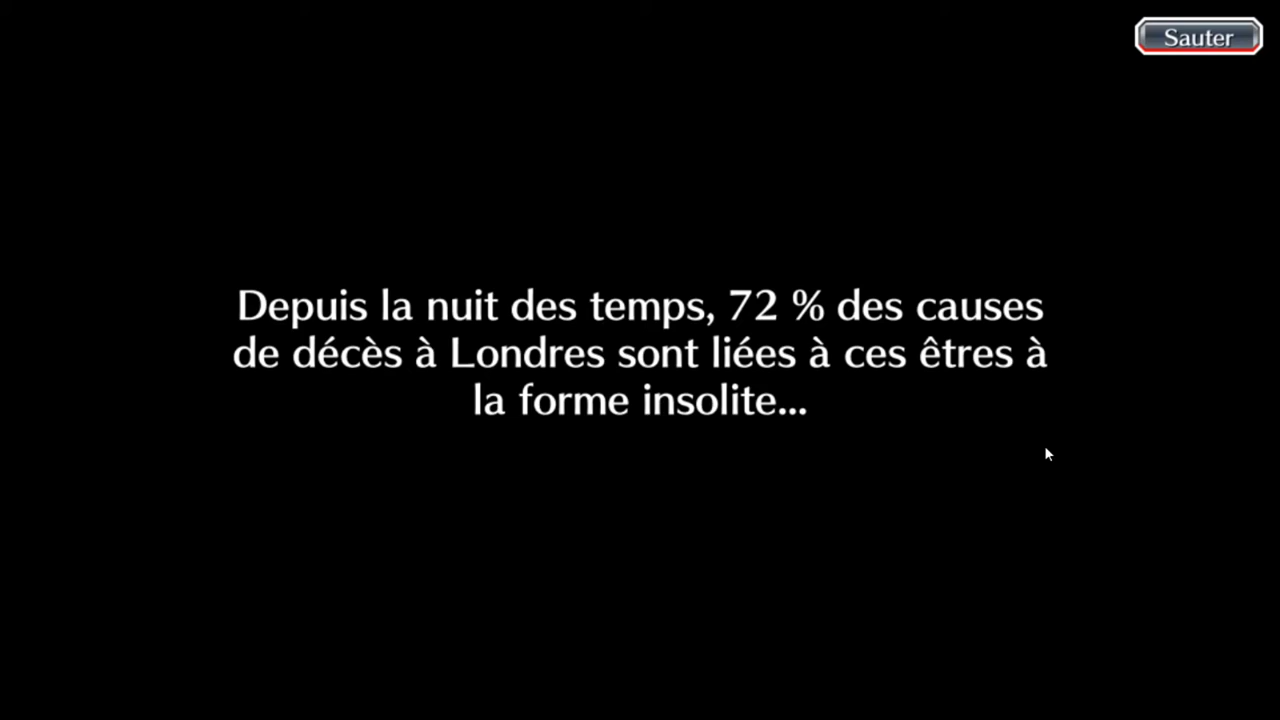 Sauter
Depuis la nuit des temps, 72 % des causes
de décès à Londres sont liées à ces êtres à
la forme insolite...